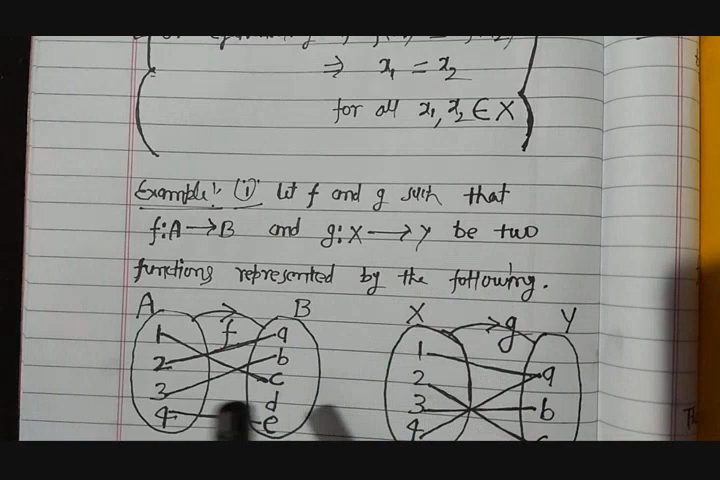 ⇒ x₁ = x₂
for all x₁, x₂ ∈ X
Example: (i) Let f and g such that
f:A→B and g:X→Y be two
functions represented by the following.
A f B X g Y
1 a 1 a
2 b 2 b
3 c 3
4 d 4
e